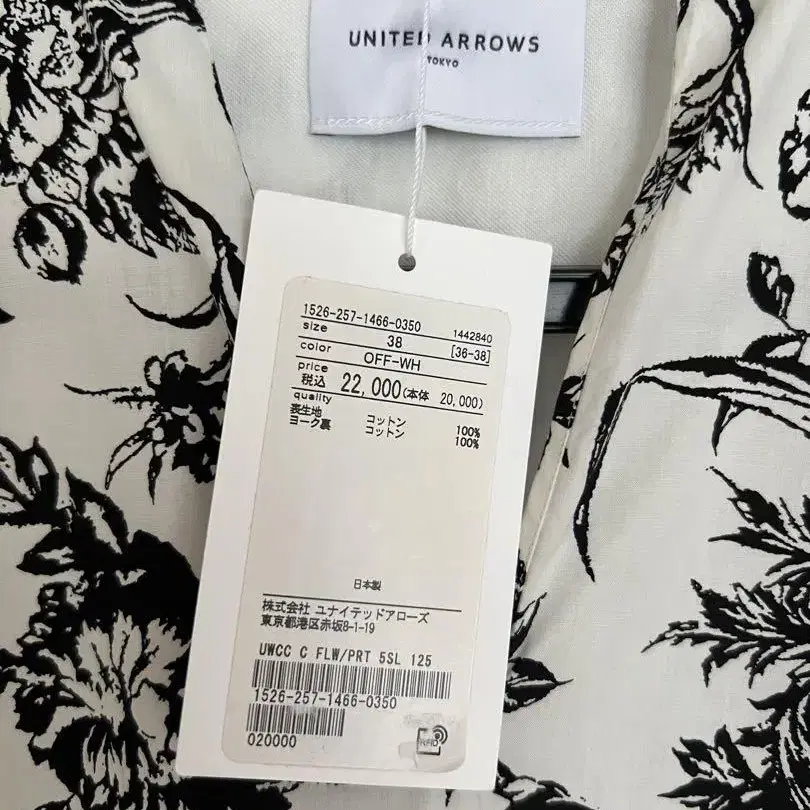 UNITED ARROWS
TOKYO
1526-257-1466-0350 1442840
size 38 [36-38]
color OFF-WH
price
税込 22,000(本体 20,000)
quality
表生地 コットン 100%
ヨーク裏 コットン 100%
日本製
株式会社 ユナイテッドアローズ
東京都港区赤坂8-1-19
UWCC C FLW/PRT 5SL 125
1526-257-1466-0350
020000
RFID